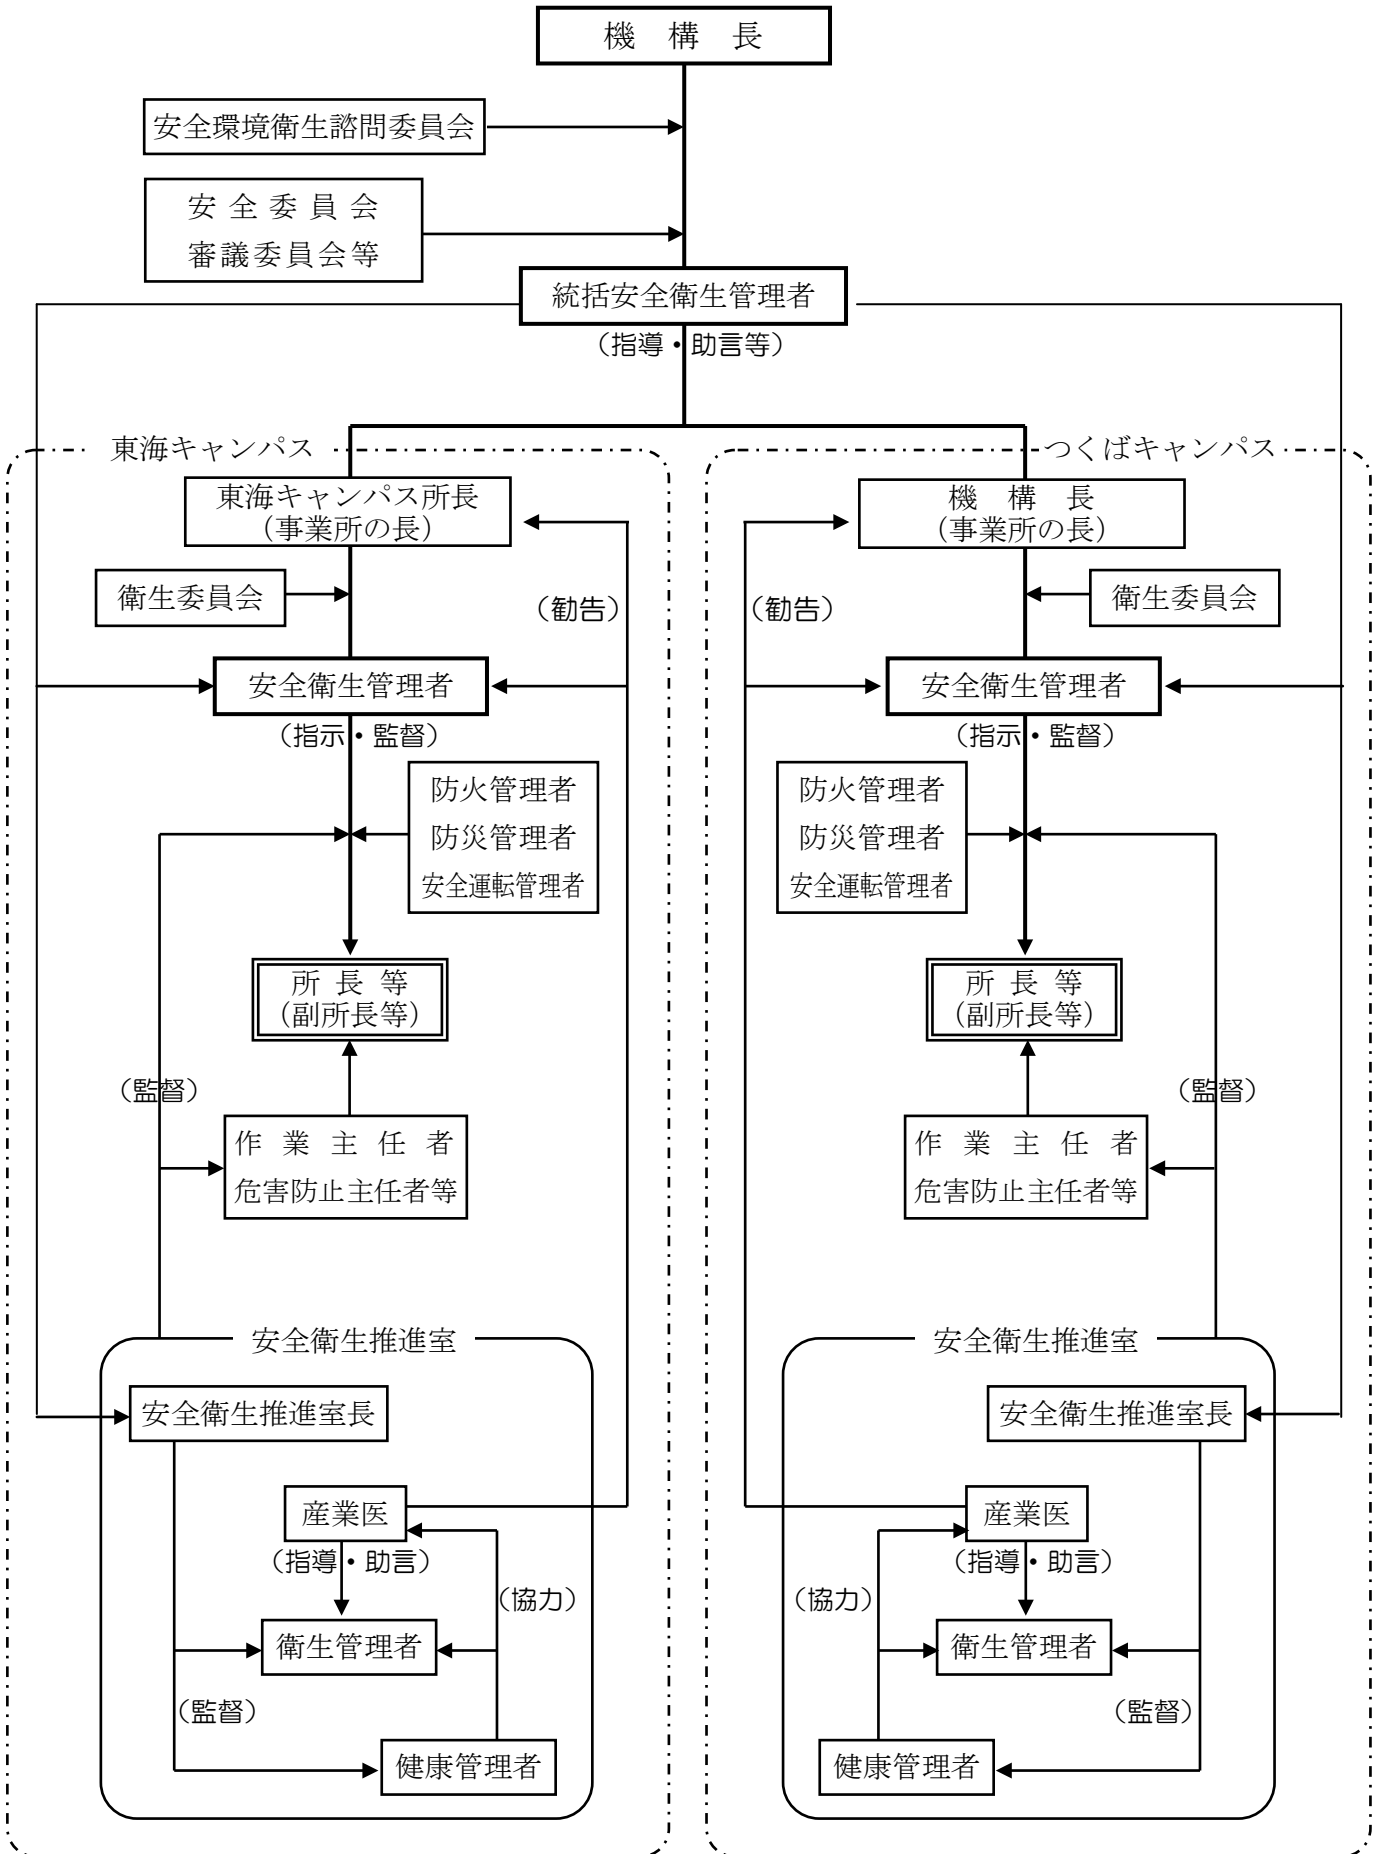 機 構 長
安全環境衛生諮問委員会
安全委員会
審議委員会等
統括安全衛生管理者
（指導・助言等）
東海キャンパス
東海キャンパス所長
（事業所の長）
衛生委員会
（勧告）
安全衛生管理者
（指示・監督）
防火管理者
防災管理者
安全運転管理者
所長等
（副所長等）
（監督）
作業主任者
危害防止主任者等
安全衛生推進室
安全衛生推進室長
産業医
（指導・助言）
（協力）
衛生管理者
（監督）
健康管理者
つくばキャンパス
機 構 長
（事業所の長）
（勧告）
衛生委員会
安全衛生管理者
（指示・監督）
防火管理者
防災管理者
安全運転管理者
所長等
（副所長等）
（監督）
作業主任者
危害防止主任者等
安全衛生推進室
安全衛生推進室長
産業医
（指導・助言）
（協力）
衛生管理者
（監督）
健康管理者